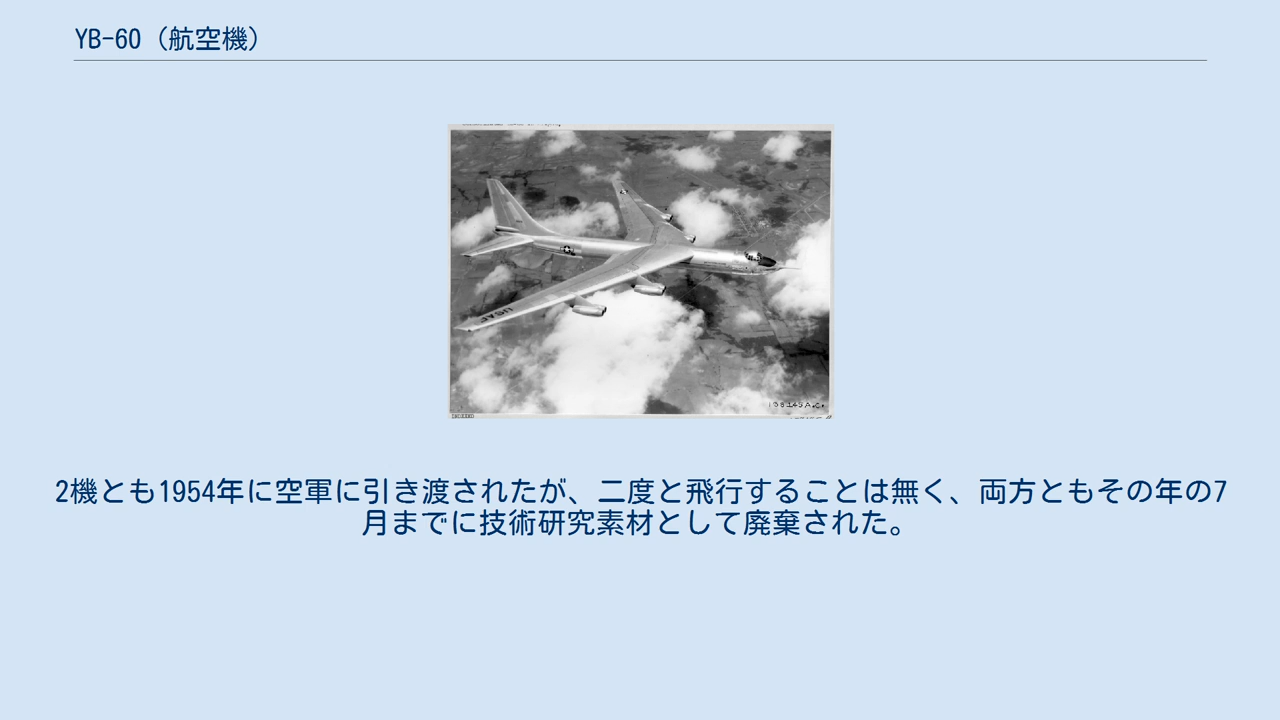 YB-60（航空機）
USAF
2機とも1954年に空軍に引き渡されたが、二度と飛行することは無く、両方ともその年の7
月までに技術研究素材として廃棄された。